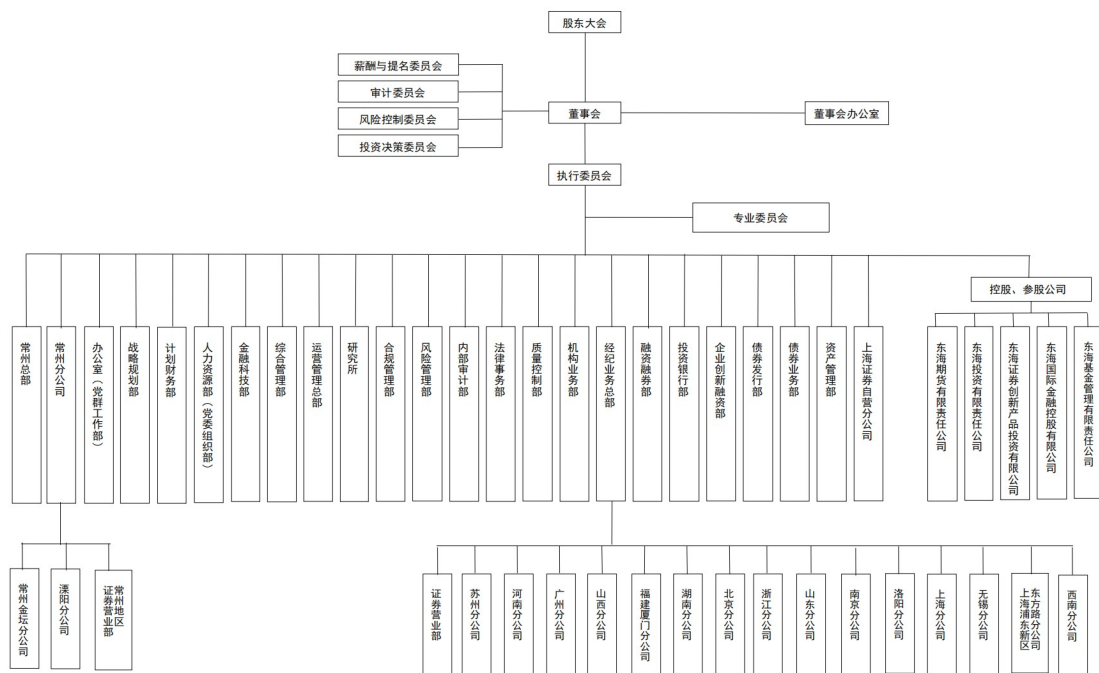 股东大会
薪酬与提名委员会
审计委员会
风险控制委员会
投资决策委员会
董事会
董事会办公室
执行委员会
专业委员会
控股、参股公司
常州总部
常州分公司
办公室（党群工作部）
战略规划部
计划财务部
人力资源部（党委组织部）
金融科技部
综合管理部
运营管理总部
研究所
合规管理部
风险管理部
内部审计部
法律事务部
质量控制部
机构业务部
经纪业务总部
融资融券部
投资银行部
企业创新融资部
债券发行部
债券业务部
资产管理部
上海证券自营分公司
东海期货有限责任公司
东海投资有限责任公司
东海证券创新产品投资有限公司
东海国际金融控股有限公司
东海基金管理有限责任公司
常州金坛分公司
溧阳分公司
常州地区
证券营业部
证券营业部
苏州分公司
河南分公司
广州分公司
山西分公司
福建厦门分公司
湖南分公司
北京分公司
浙江分公司
山东分公司
南京分公司
洛阳分公司
上海分公司
无锡分公司
上海浦东新区
东方路分公司
西南分公司